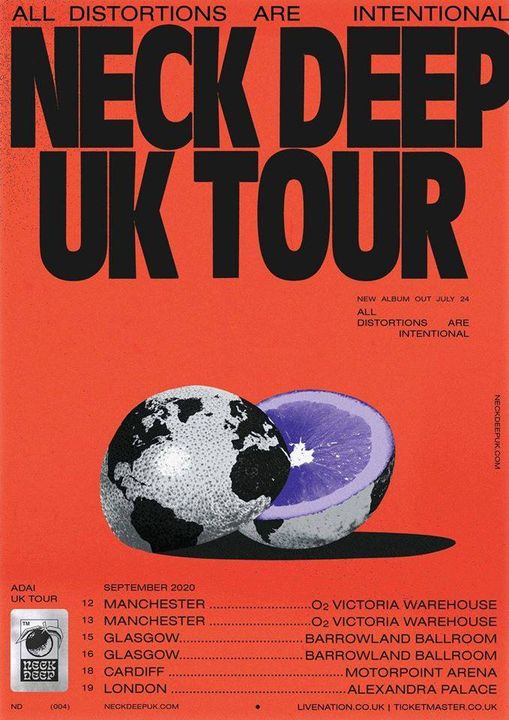 ALL DISTORTIONS ARE INTENTIONAL
NECK DEEP
UK TOUR
NEW ALBUM OUT JULY 24
ALL
DISTORTIONS ARE
INTENTIONAL
NECKDEEPUK.COM
ADAI
UK TOUR
SEPTEMBER 2020
12 MANCHESTER ........................ O2 VICTORIA WAREHOUSE
13 MANCHESTER ........................ O2 VICTORIA WAREHOUSE
15 GLASGOW............................. BARROWLAND BALLROOM
16 GLASGOW............................. BARROWLAND BALLROOM
18 CARDIFF ........................................ MOTORPOINT ARENA
19 LONDON ........................................ ALEXANDRA PALACE
TM
NECK
DEEP
ND (004) NECKDEEPUK.COM • LIVENATION.CO.UK | TICKETMASTER.CO.UK